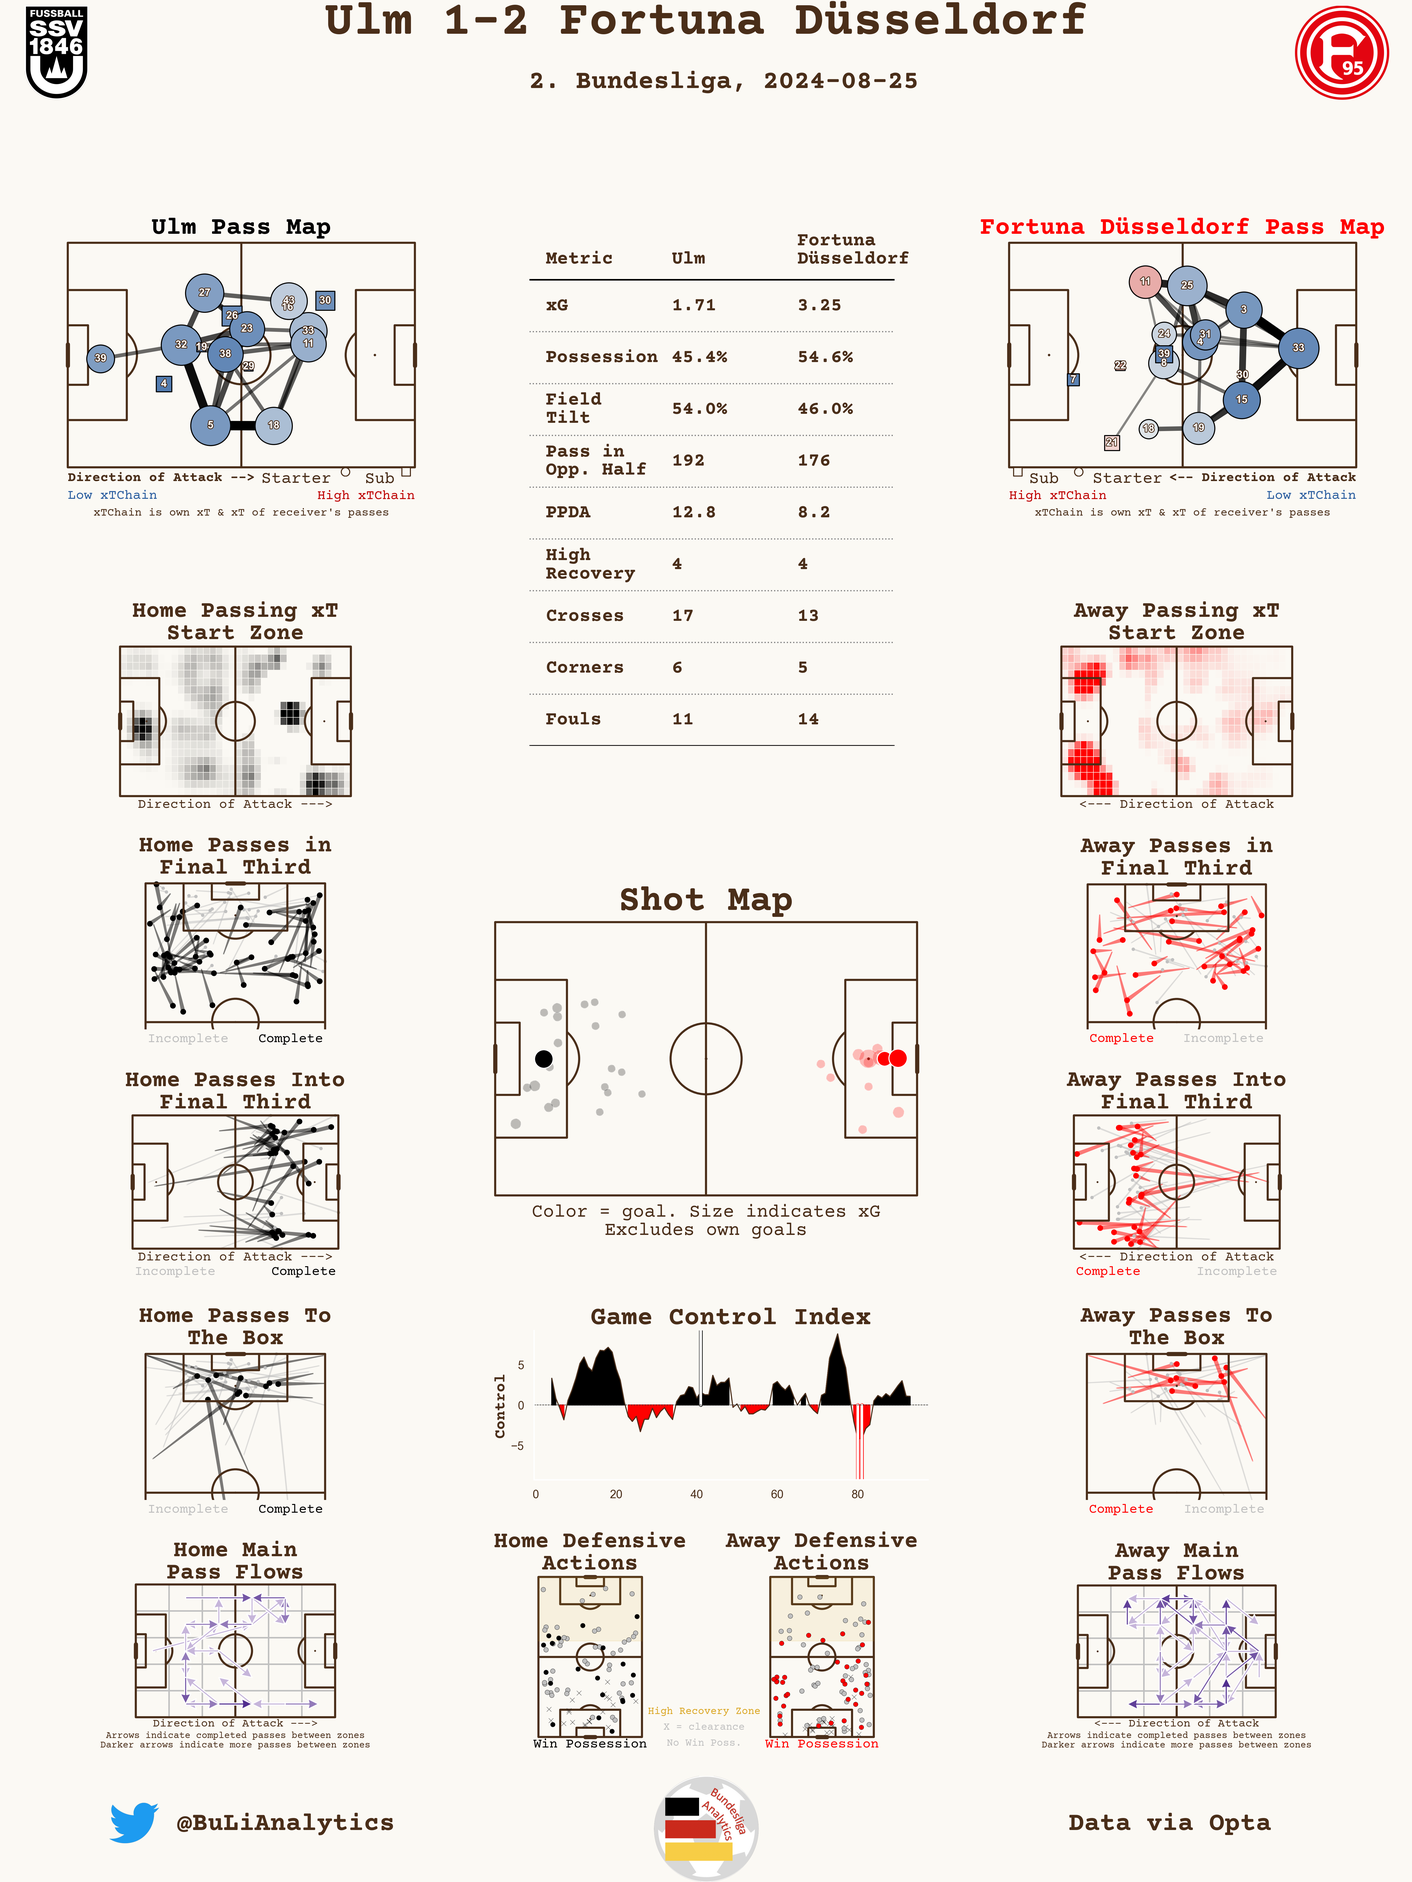 Ulm 1-2 Fortuna Düsseldorf
2. Bundesliga, 2024-08-25
FUSSBALL
SSV
1846
F
95
Ulm Pass Map
27
43
16
30
26
23
33
11
32
19
38
39
29
4
5
18
Direction of Attack --> Starter Sub
Low xTChain High xTChain
xTChain is own xT & xT of receiver's passes
Metric Ulm Fortuna Düsseldorf
xG 1.71 3.25
Possession 45.4% 54.6%
Field Tilt 54.0% 46.0%
Pass in Opp. Half 192 176
PPDA 12.8 8.2
High Recovery 4 4
Crosses 17 13
Corners 6 5
Fouls 11 14
Fortuna Düsseldorf Pass Map
11
25
3
24
31
4
33
39
8
22
7
30
15
18
19
21
Sub Starter <-- Direction of Attack
High xTChain Low xTChain
xTChain is own xT & xT of receiver's passes
Home Passing xT
Start Zone
Direction of Attack --->
Away Passing xT
Start Zone
<--- Direction of Attack
Home Passes in
Final Third
Incomplete Complete
Away Passes in
Final Third
Complete Incomplete
Shot Map
Color = goal. Size indicates xG
Excludes own goals
Home Passes Into
Final Third
Direction of Attack --->
Incomplete Complete
Away Passes Into
Final Third
<--- Direction of Attack
Complete Incomplete
Home Passes To
The Box
Incomplete Complete
Game Control Index
Control
5
0
−5
0 20 40 60 80
Away Passes To
The Box
Complete Incomplete
Home Main
Pass Flows
Direction of Attack --->
Arrows indicate completed passes between zones
Darker arrows indicate more passes between zones
Home Defensive
Actions
Win Possession
High Recovery Zone
X = clearance
No Win Poss.
Away Defensive
Actions
Win Possession
Away Main
Pass Flows
<--- Direction of Attack
Arrows indicate completed passes between zones
Darker arrows indicate more passes between zones
@BuLiAnalytics
Bundesliga
Analytics
Data via Opta